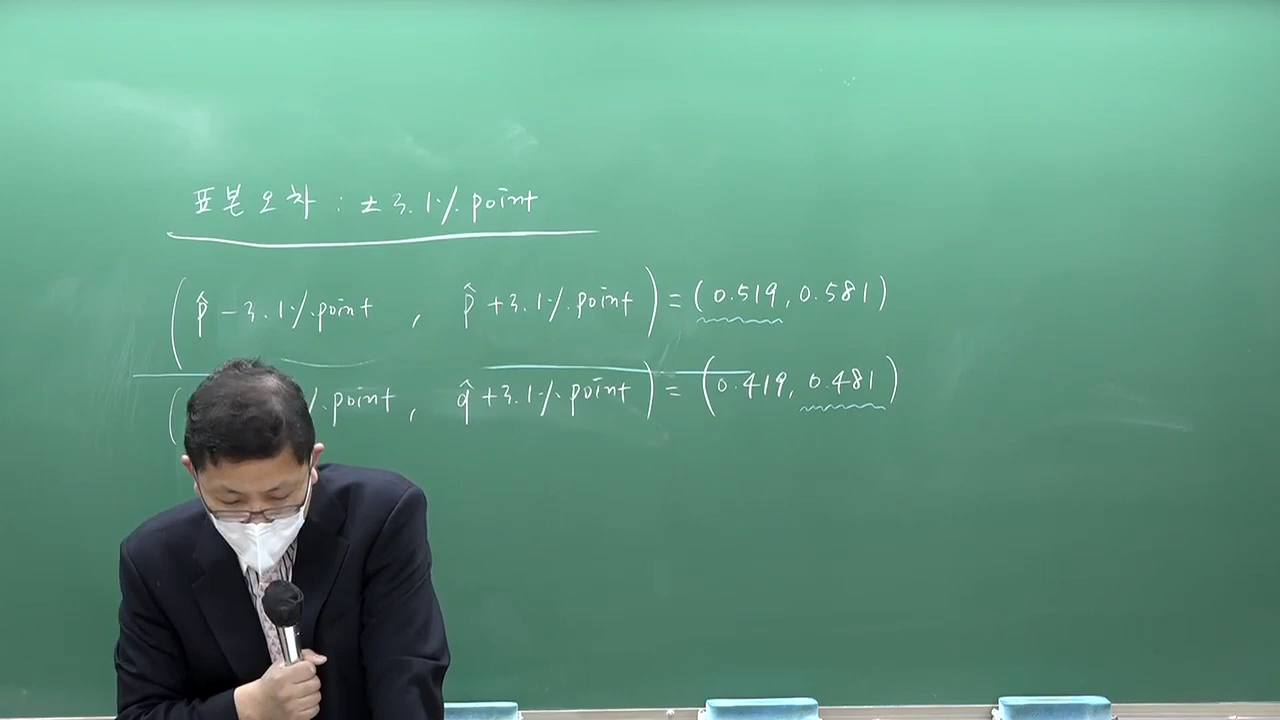 표본오차 : ± 3.1% point
( p̂ - 3.1% point , p̂ + 3.1% point ) = ( 0.519, 0.581 )
( % point , q̂ + 3.1% point ) = ( 0.419, 0.481 )